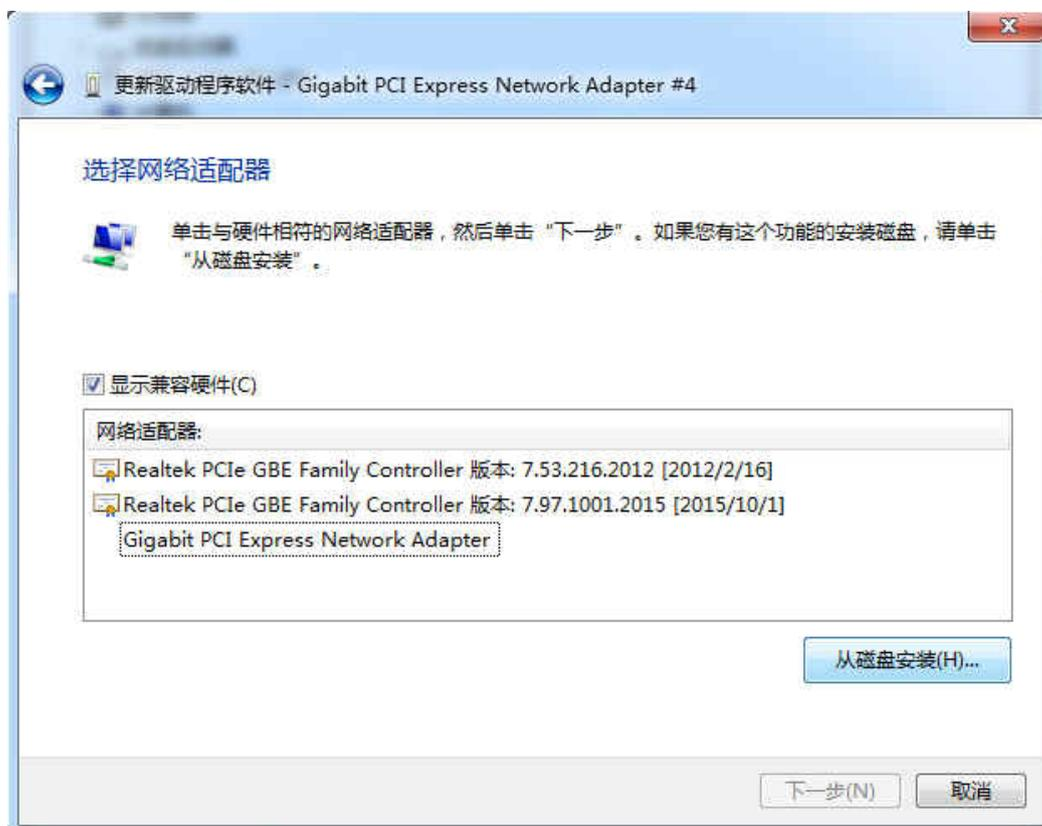 更新驱动程序软件 - Gigabit PCI Express Network Adapter #4
选择网络适配器
单击与硬件相符的网络适配器，然后单击“下一步”。如果您有这个功能的安装磁盘，请单击
“从磁盘安装”。
显示兼容硬件(C)
网络适配器:
Realtek PCIe GBE Family Controller 版本: 7.53.216.2012 [2012/2/16]
Realtek PCIe GBE Family Controller 版本: 7.97.1001.2015 [2015/10/1]
Gigabit PCI Express Network Adapter
从磁盘安装(H)...
下一步(N)
取消